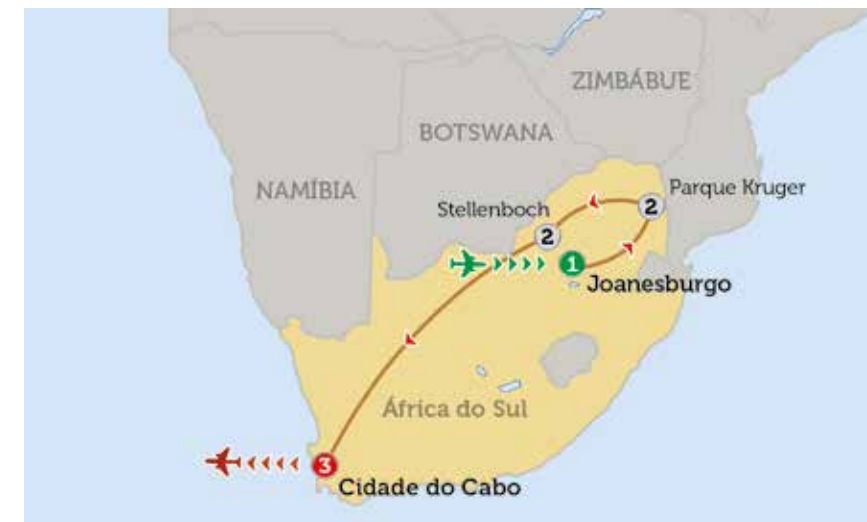 ZIMBÁBUE
BOTSWANA
NAMÍBIA
Parque Kruger
2
Stellenboch
2
1
Joanesburgo
África do Sul
3
Cidade do Cabo